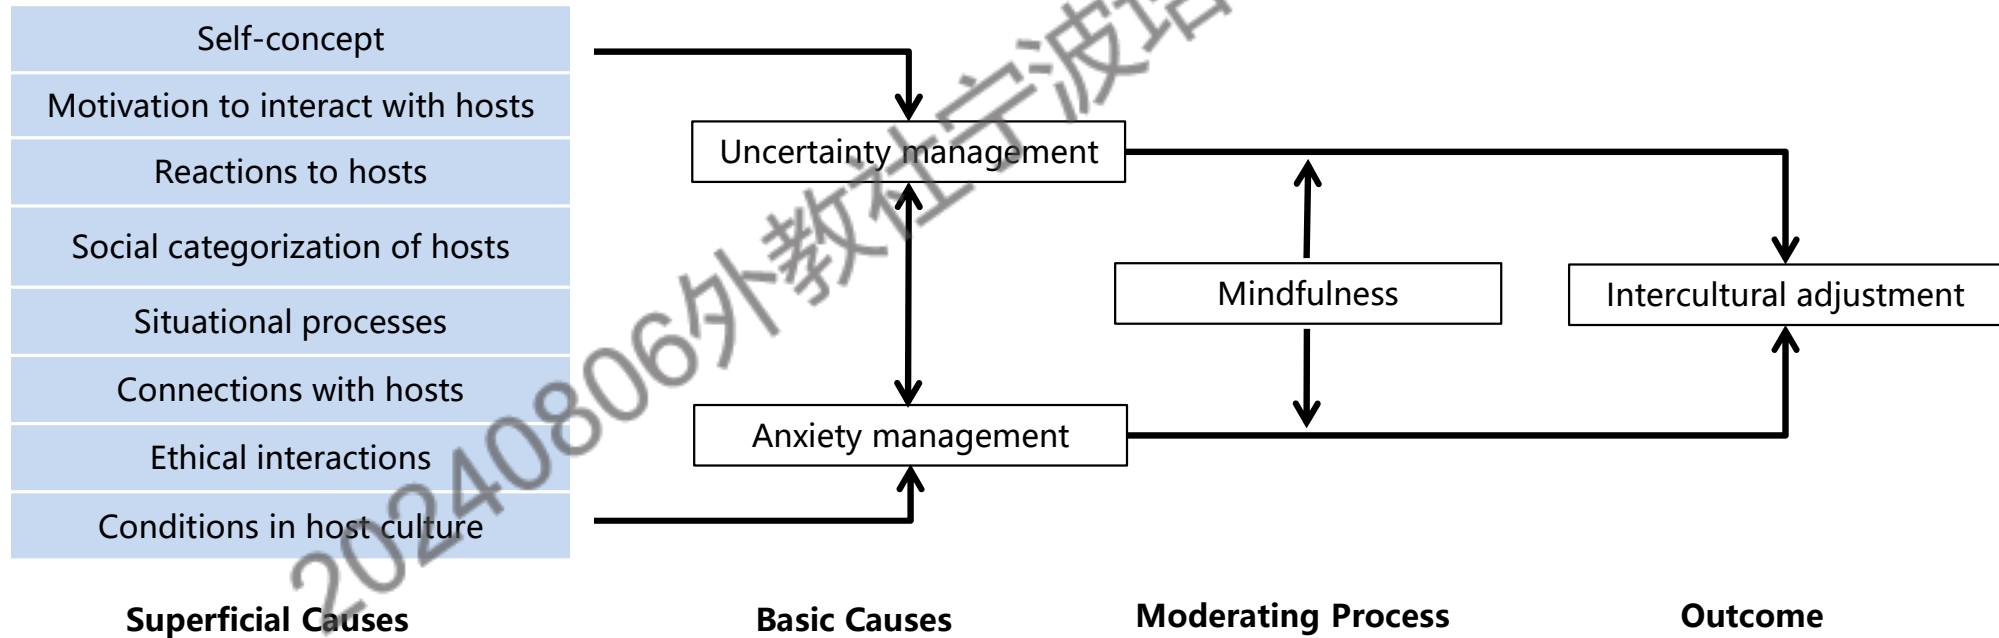 Self-concept
Motivation to interact with hosts
Reactions to hosts
Social categorization of hosts
Situational processes
Connections with hosts
Ethical interactions
Conditions in host culture
Superficial Causes
Uncertainty management
Anxiety management
Basic Causes
Mindfulness
Moderating Process
Intercultural adjustment
Outcome
20240806外教社宁波培